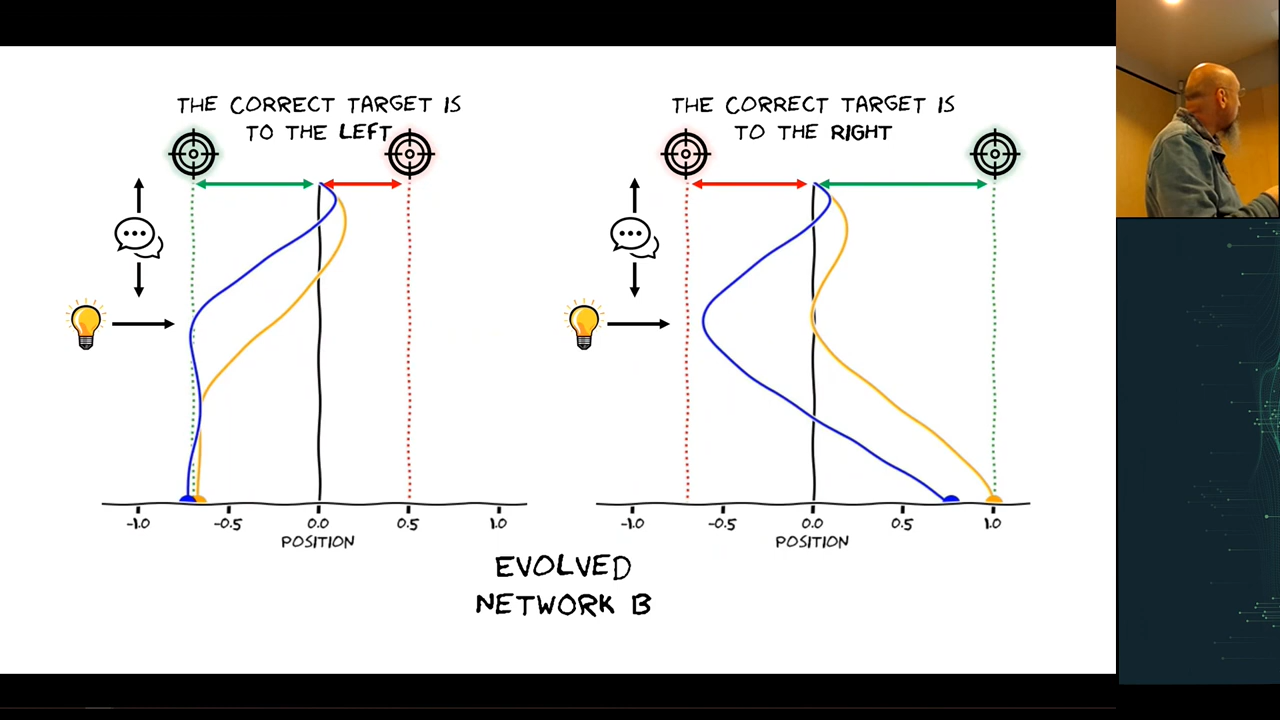 THE CORRECT TARGET IS
TO THE LEFT
-1.0 -0.5 0.0 0.5 1.0
POSITION
THE CORRECT TARGET IS
TO THE RIGHT
-1.0 -0.5 0.0 0.5 1.0
POSITION
EVOLVED
NETWORK B